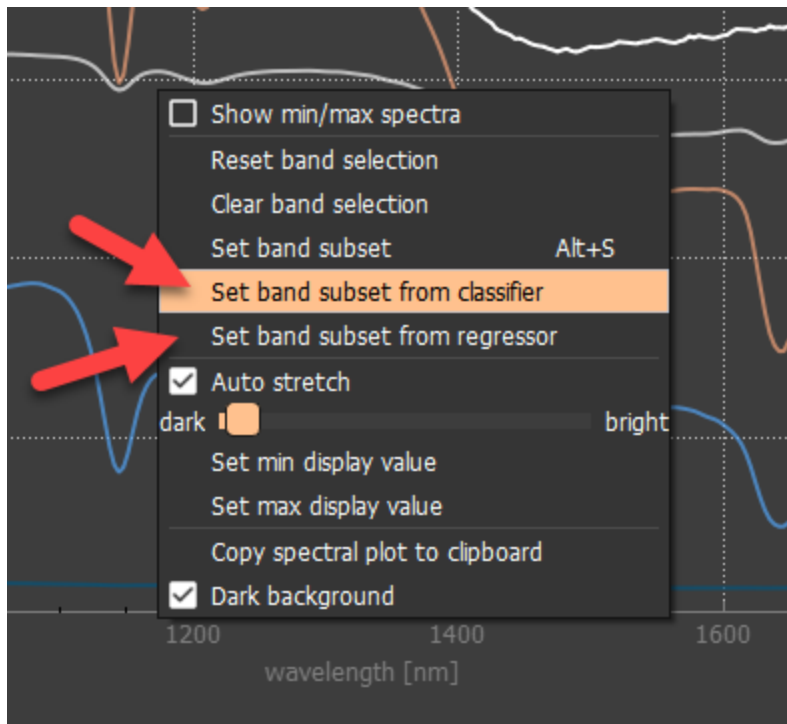 Show min/max spectra
Reset band selection
Clear band selection
Set band subset Alt+S
Set band subset from classifier
Set band subset from regressor
Auto stretch
dark bright
Set min display value
Set max display value
Copy spectral plot to clipboard
Dark background
1200 1400 1600
wavelength [nm]